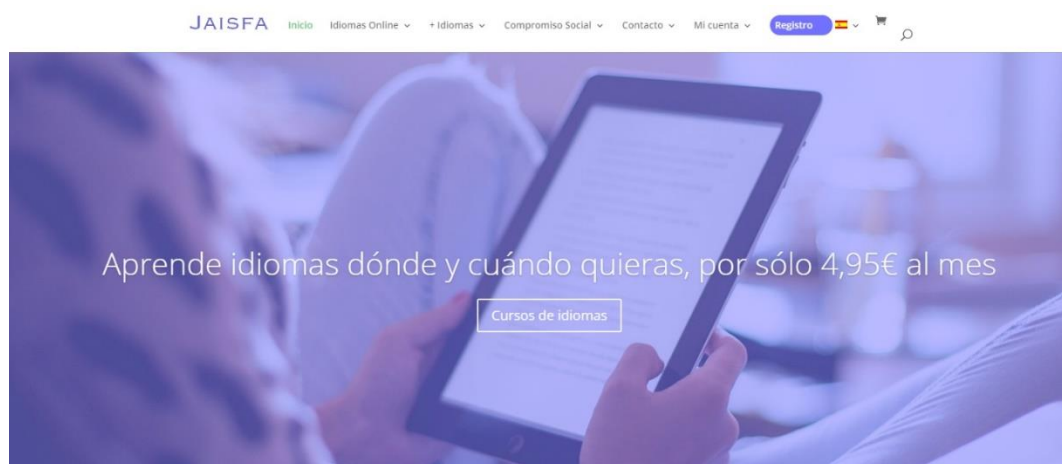 JAISFA Inicio Idiomas Online + Idiomas Compromiso Social Contacto Mi cuenta Registro
Aprende idiomas dónde y cuándo quieras, por sólo 4,95€ al mes
Cursos de idiomas